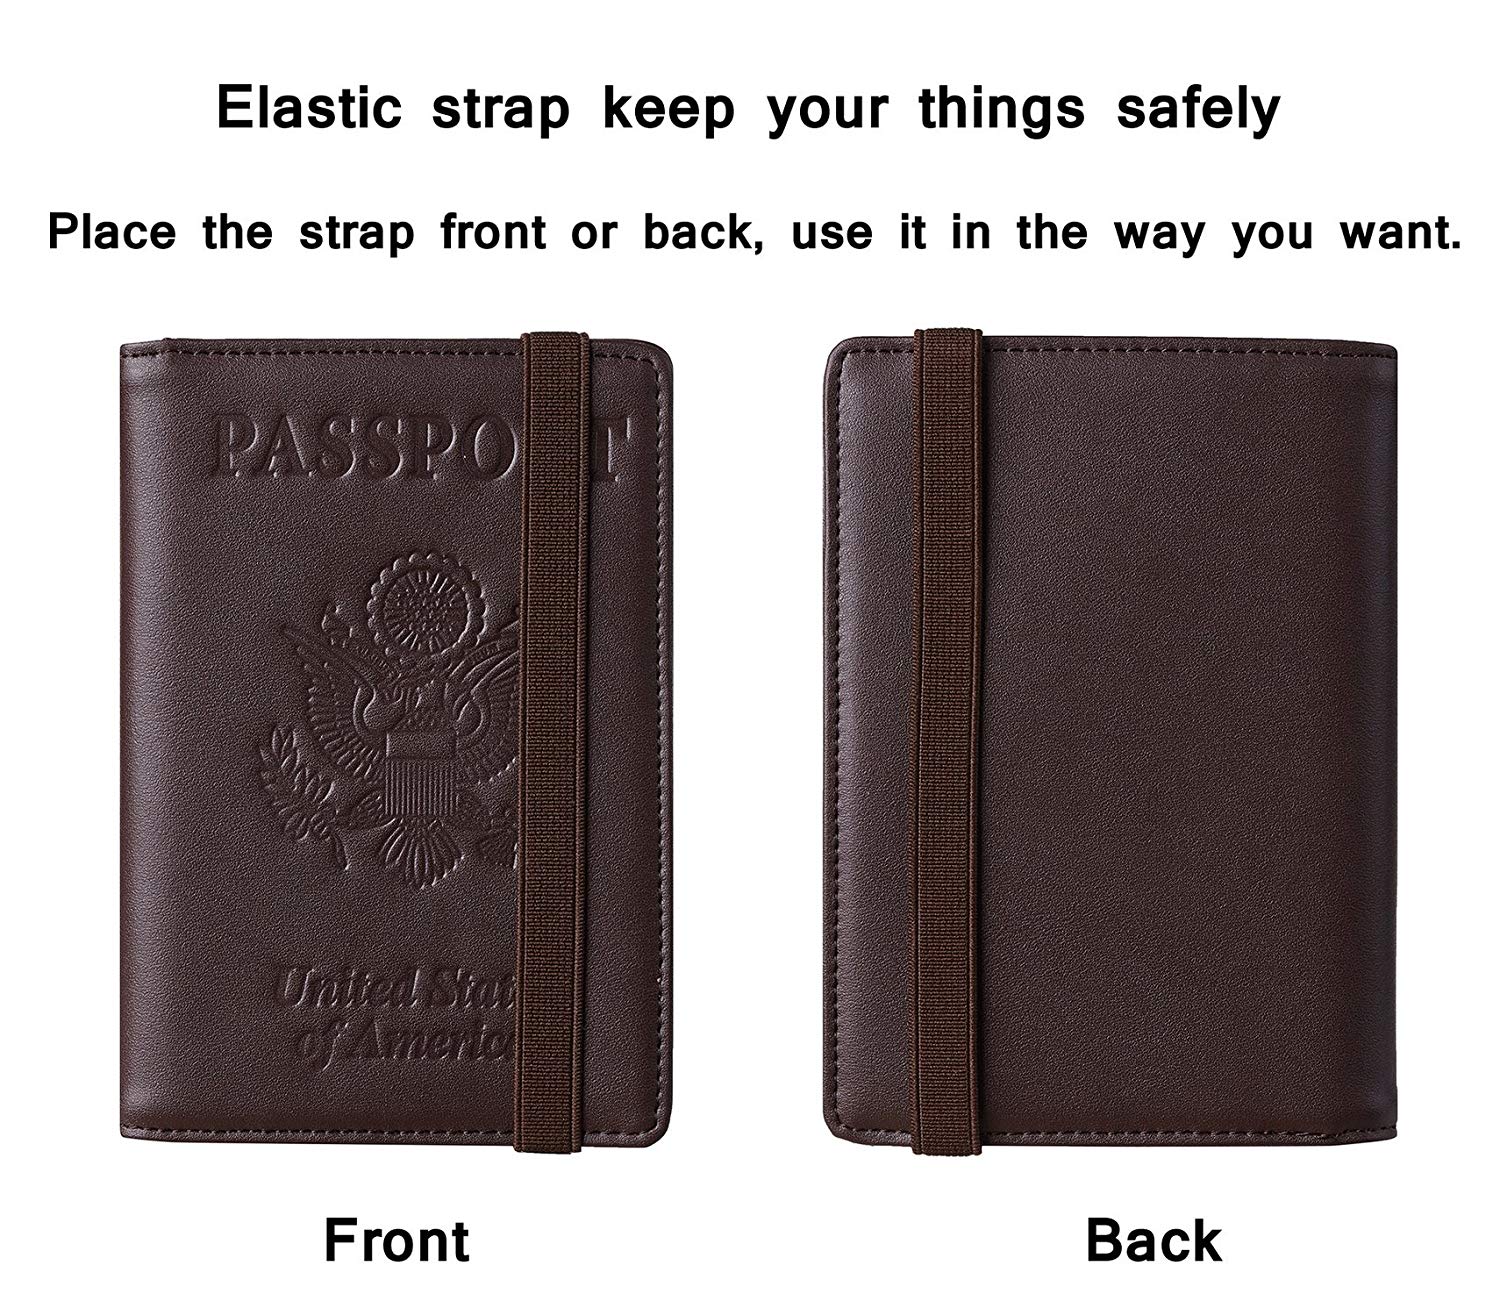 Elastic strap keep your things safely
Place the strap front or back, use it in the way you want.
PASSPO T
United Stat
of Americ
Front
Back